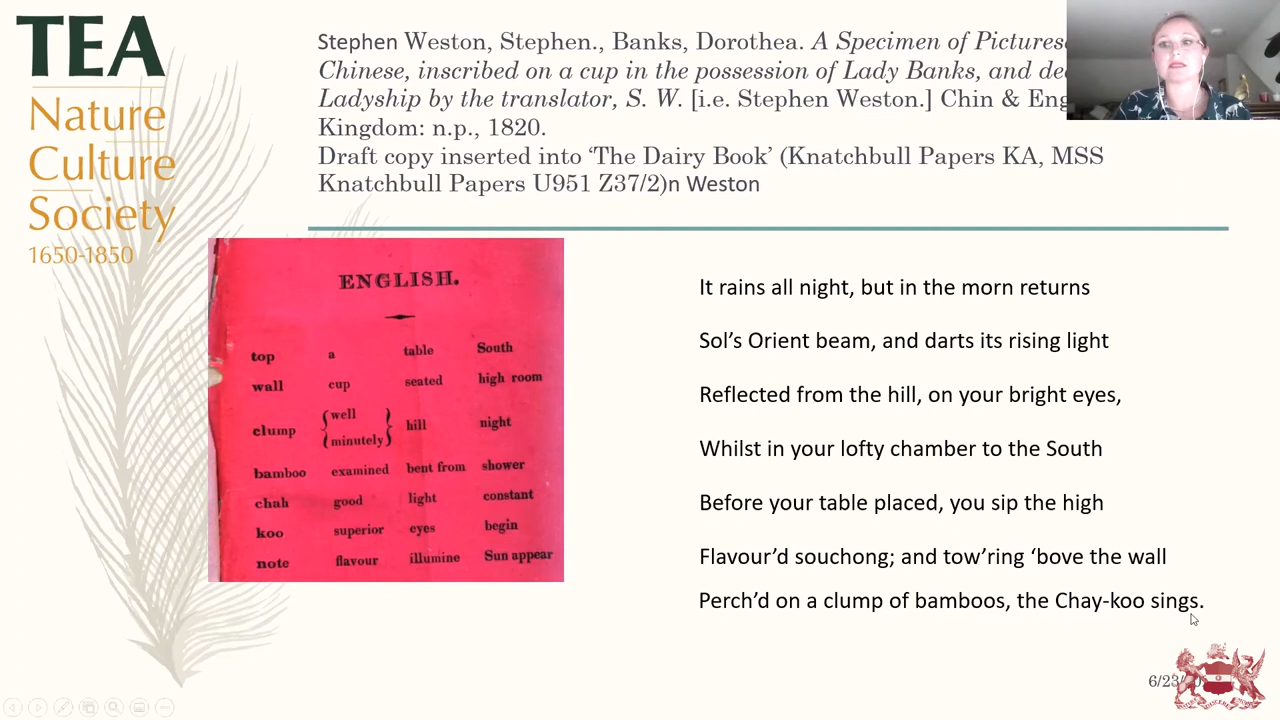 TEA
Nature
Culture
Society
1650-1850
Stephen Weston, Stephen., Banks, Dorothea. A Specimen of Pictures
Chinese, inscribed on a cup in the possession of Lady Banks, and de
Ladyship by the translator, S. W. [i.e. Stephen Weston.] Chin & Eng
Kingdom: n.p., 1820.
Draft copy inserted into ‘The Dairy Book’ (Knatchbull Papers KA, MSS
Knatchbull Papers U951 Z37/2)n Weston
ENGLISH.
top a table South
wall cup seated high room
clump {well minutely} hill night
bamboo examined bent from shower
chah good light constant
koo superior eyes begin
note flavour illumine Sun appear
It rains all night, but in the morn returns
Sol’s Orient beam, and darts its rising light
Reflected from the hill, on your bright eyes,
Whilst in your lofty chamber to the South
Before your table placed, you sip the high
Flavour’d souchong; and tow’ring ‘bove the wall
Perch’d on a clump of bamboos, the Chay-koo sings.
6/23/